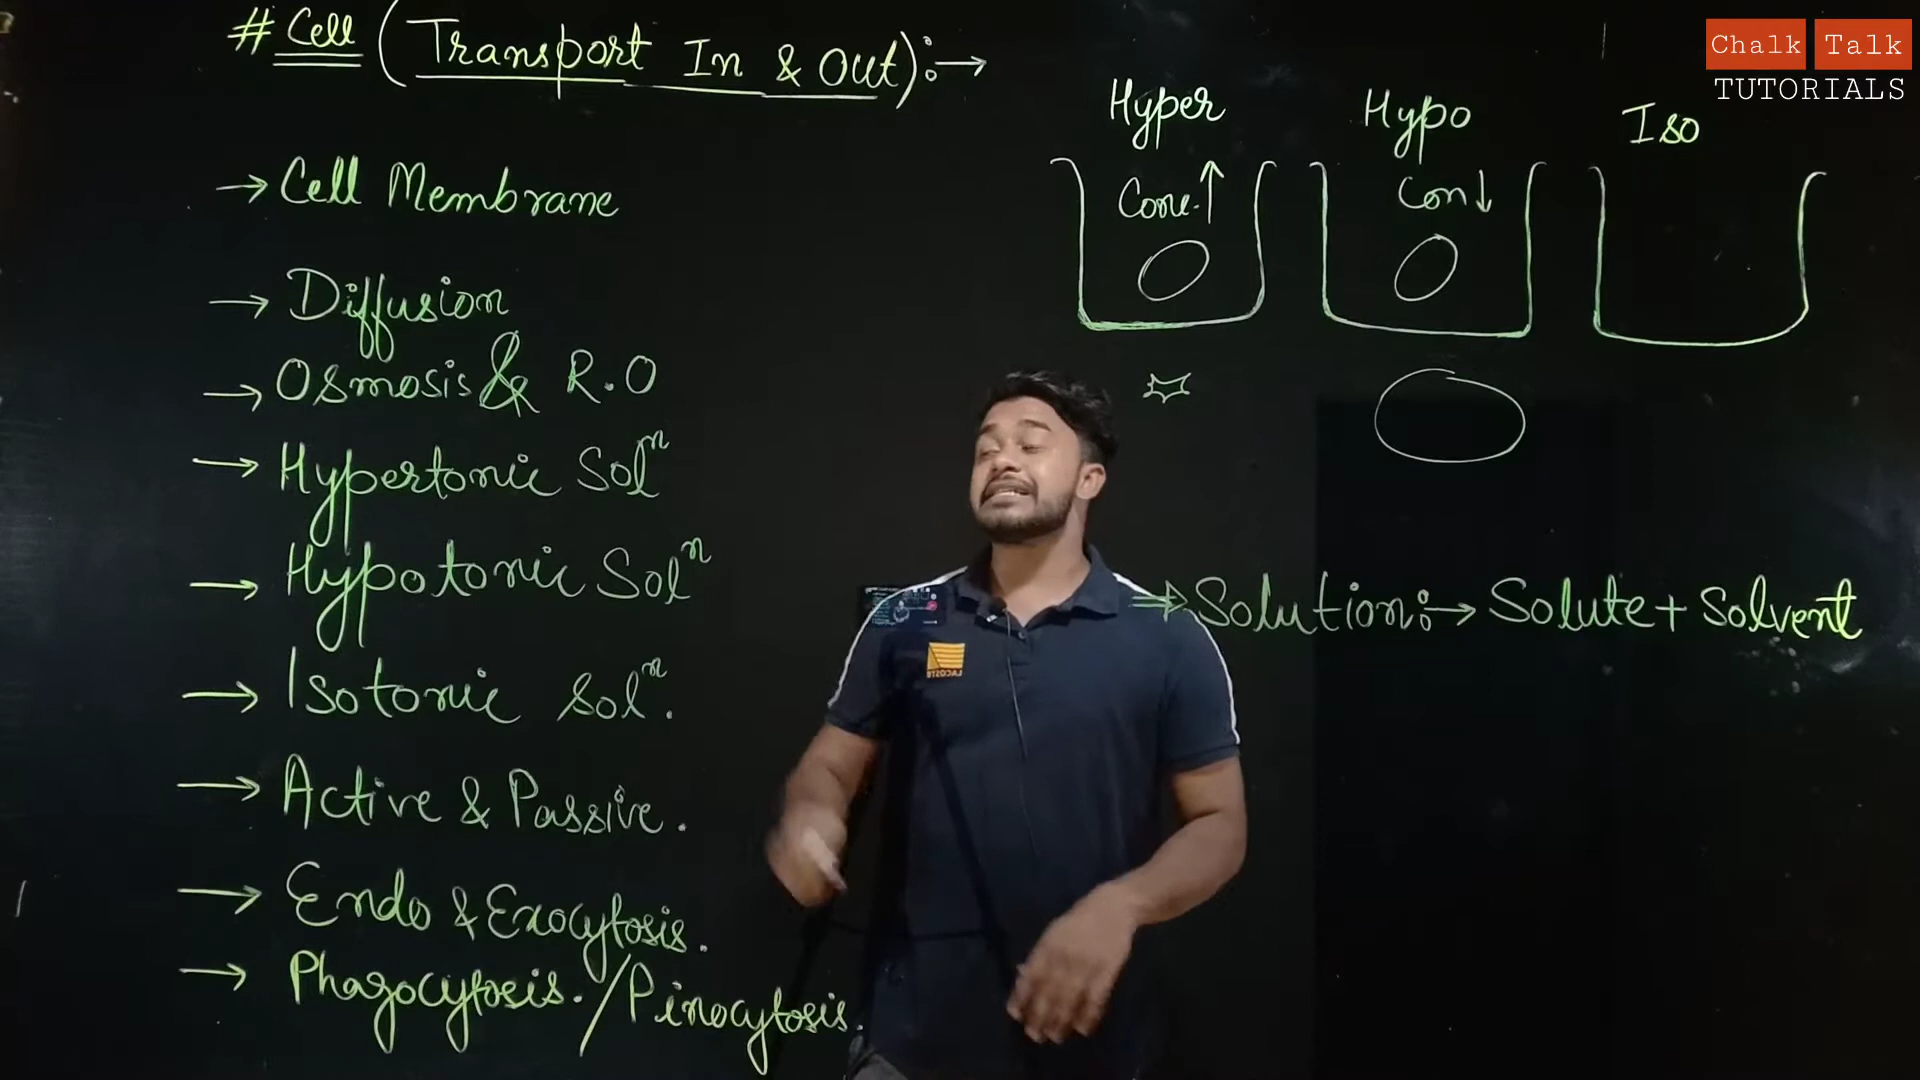 # Cell (Transport In & Out):→
→ Cell Membrane
→ Diffusion
→ Osmosis & R.O
→ Hypertonic Solⁿ
→ Hypotonic Solⁿ
→ Isotonic Solⁿ.
→ Active & Passive.
→ Endo & Exocytosis.
→ Phagocytosis./Pinocytosis.
Hyper Hypo Iso
Conc.↑ Con↓
⇒ Solution:→ Solute + Solvent
LACOSTE
Chalk Talk
TUTORIALS